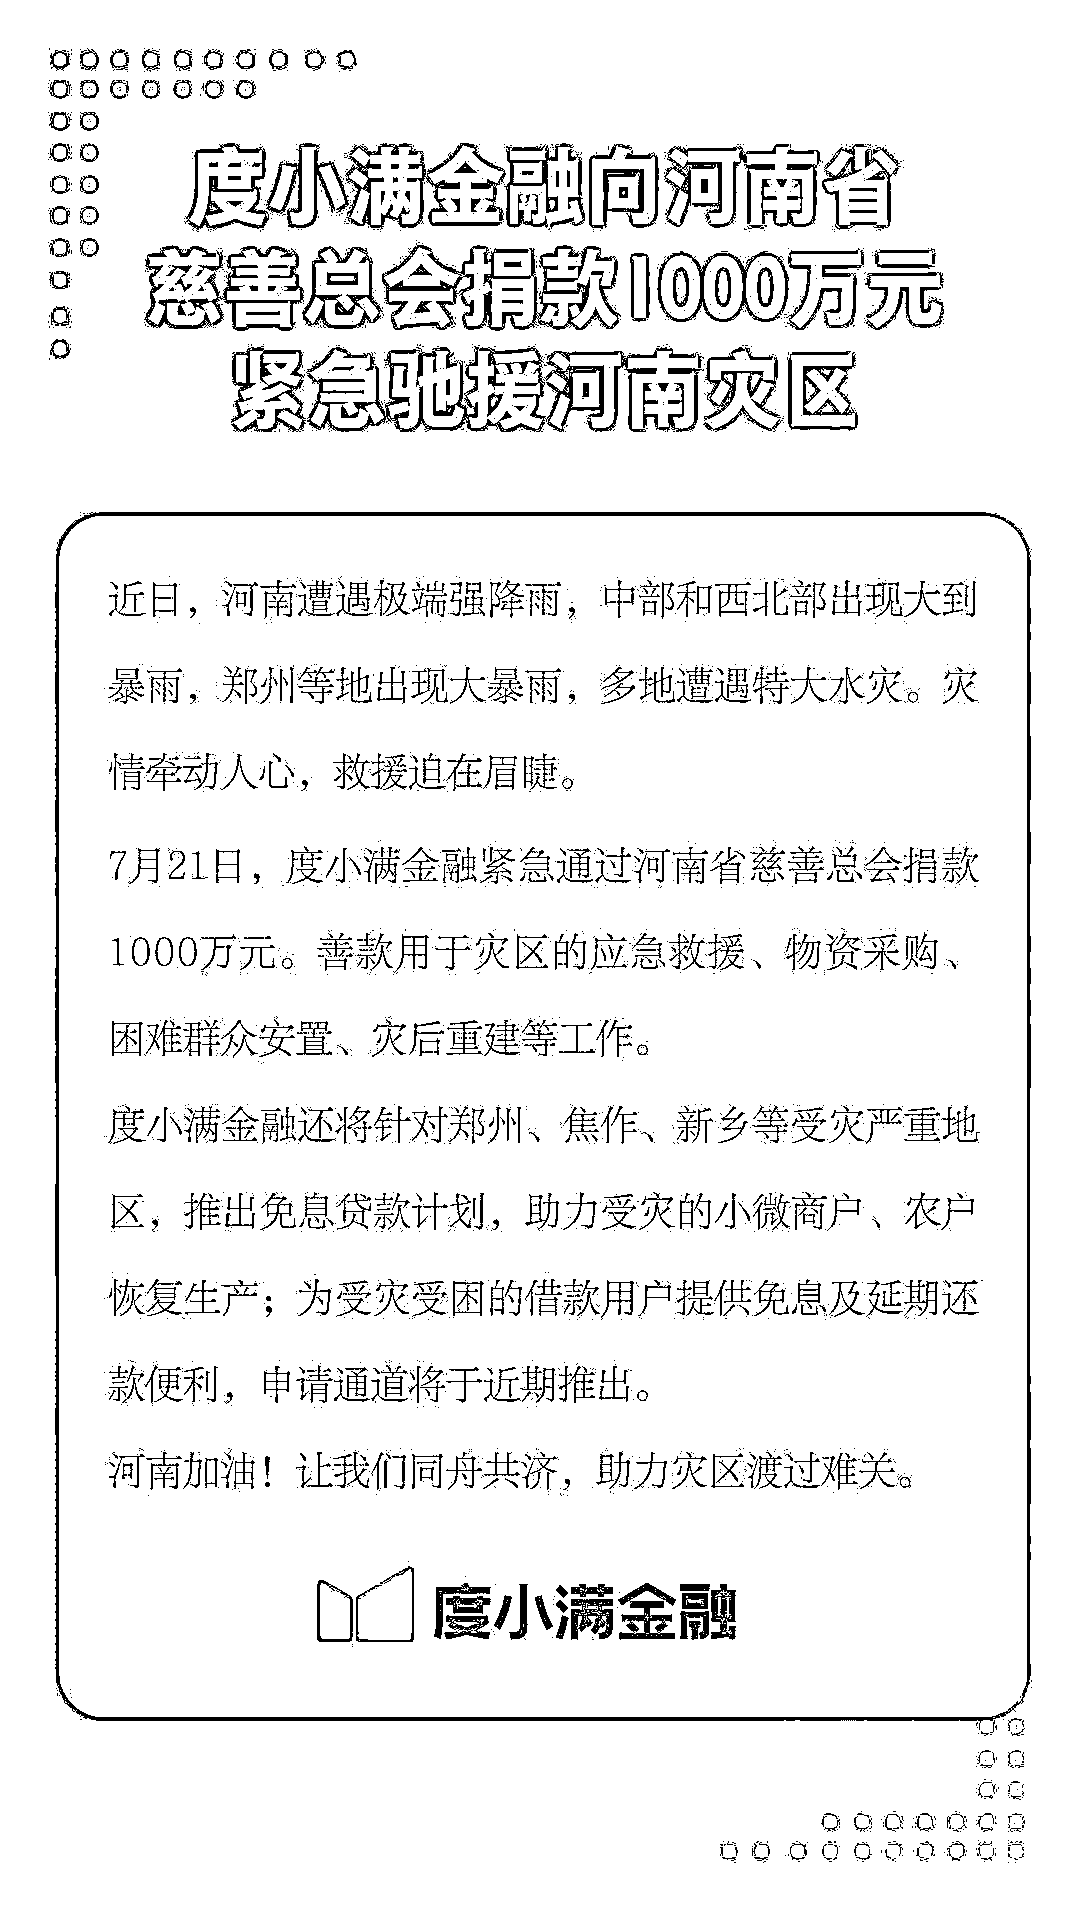 度小满金融向河南省
慈善总会捐款1000万元
紧急驰援河南灾区
近日，河南遭遇极端强降雨，中部和西北部出现大到
暴雨，郑州等地出现大暴雨，多地遭遇特大水灾。灾
情牵动人心，救援迫在眉睫。
7月21日，度小满金融紧急通过河南省慈善总会捐款
1000万元。善款用于灾区的应急救援、物资采购、
困难群众安置、灾后重建等工作。
度小满金融还将针对郑州、焦作、新乡等受灾严重地
区，推出免息贷款计划，助力受灾的小微商户、农户
恢复生产；为受灾受困的借款用户提供免息及延期还
款便利，申请通道将于近期推出。
河南加油！让我们同舟共济，助力灾区渡过难关。
度小满金融